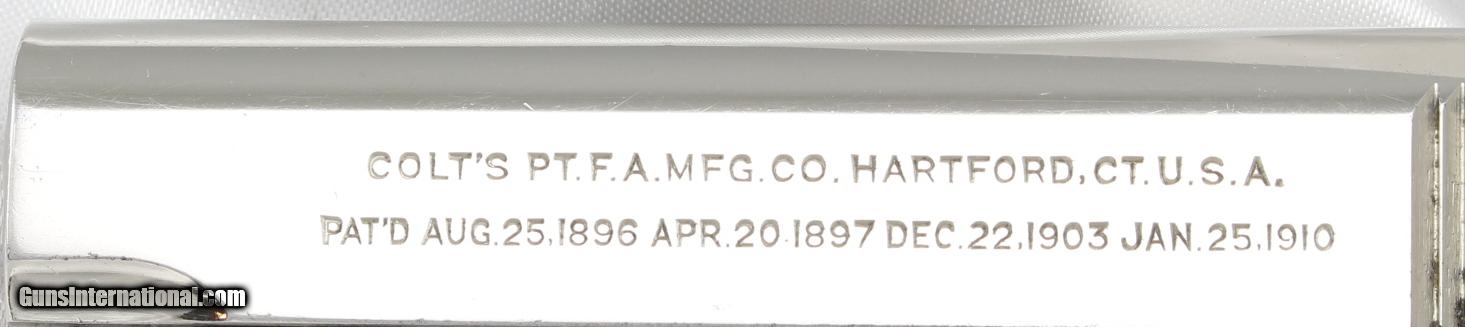 COLT'S PT.F.A.MFG.CO. HARTFORD,CT.U.S.A.
PAT'D AUG.25,1896 APR.20.1897 DEC.22,1903 JAN.25,1910
GunsInternational.com